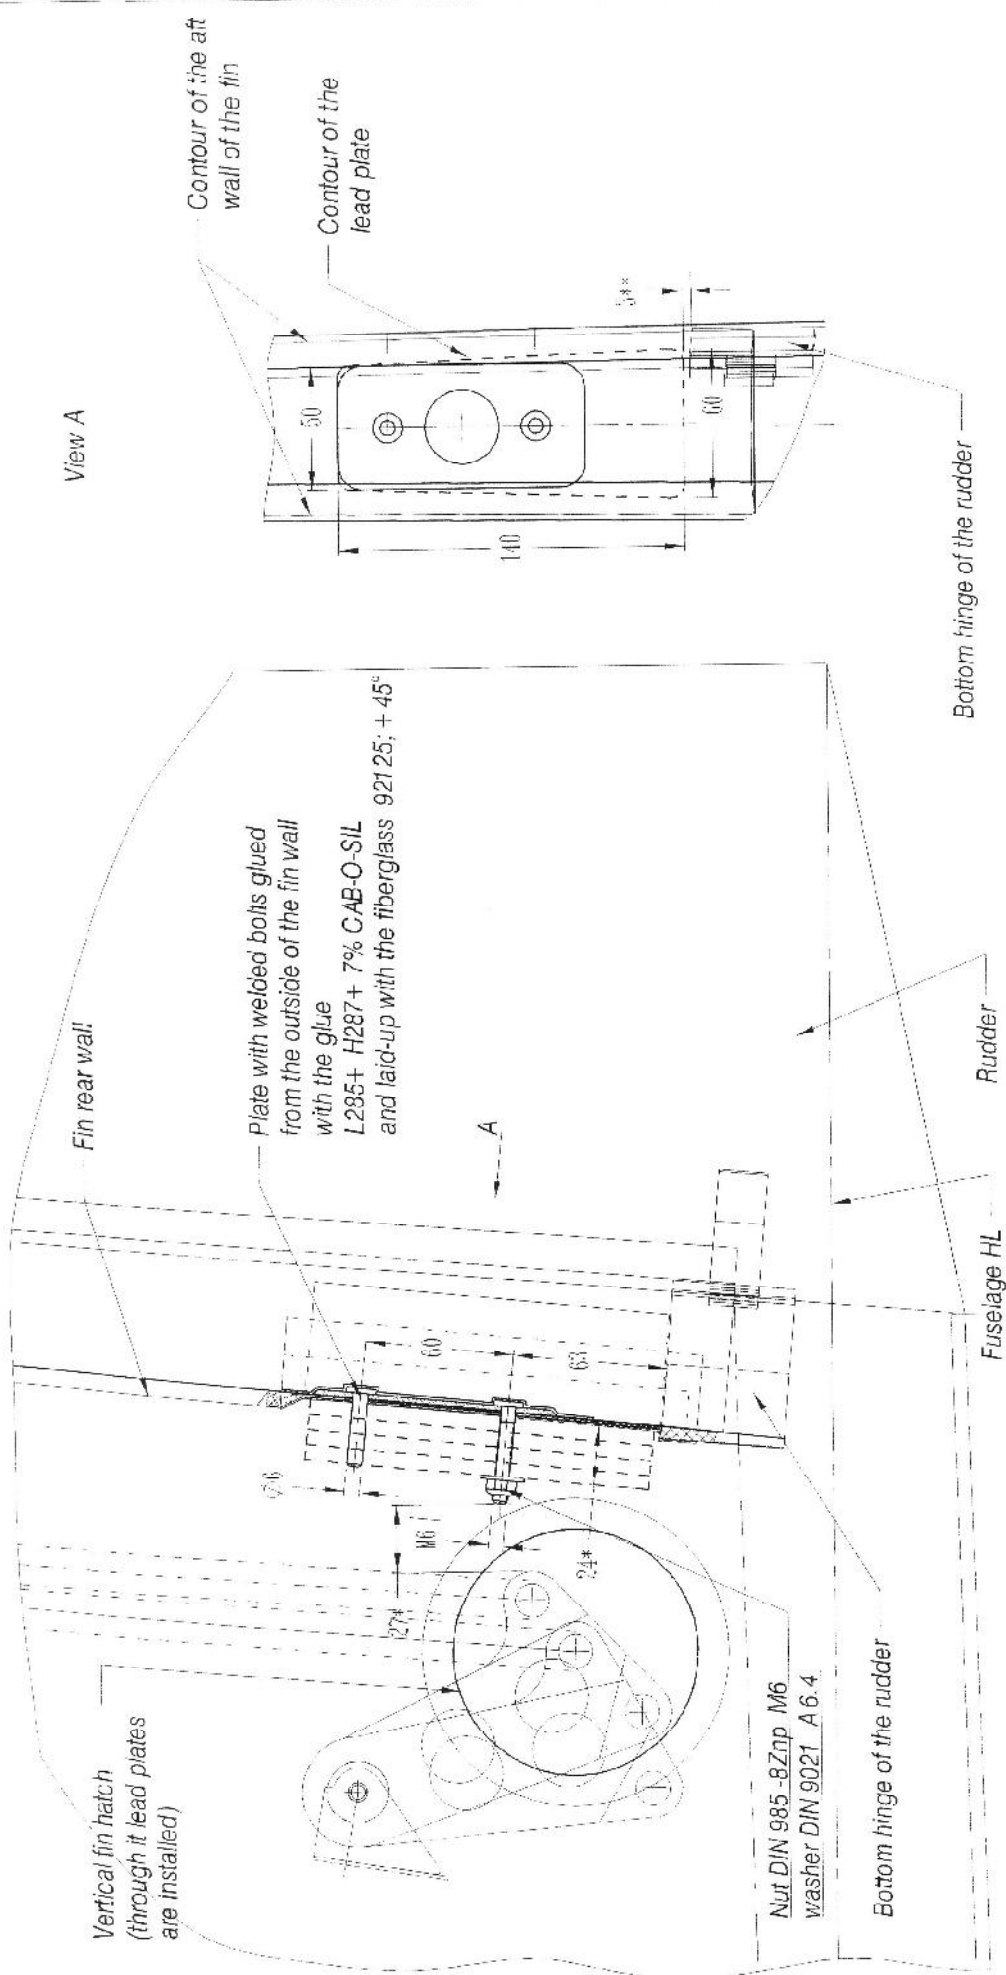 View A
Contour of the aft
wall of the fin
Contour of the
lead plate
50
140
60
5**
Bottom hinge of the rudder
Fin rear wall
Plate with welded bolts glued
from the outside of the fin wall
with the glue
L285+ H287+ 7% CAB-O-SIL
and laid-up with the fiberglass 92125; + 45°
A
Vertical fin hatch
(through it lead plates
are installed)
60
63
M6
27*
24*
Nut DIN 985 -8Znp M6
washer DIN 9021 A6.4
Bottom hinge of the rudder
Fuselage HL
Rudder